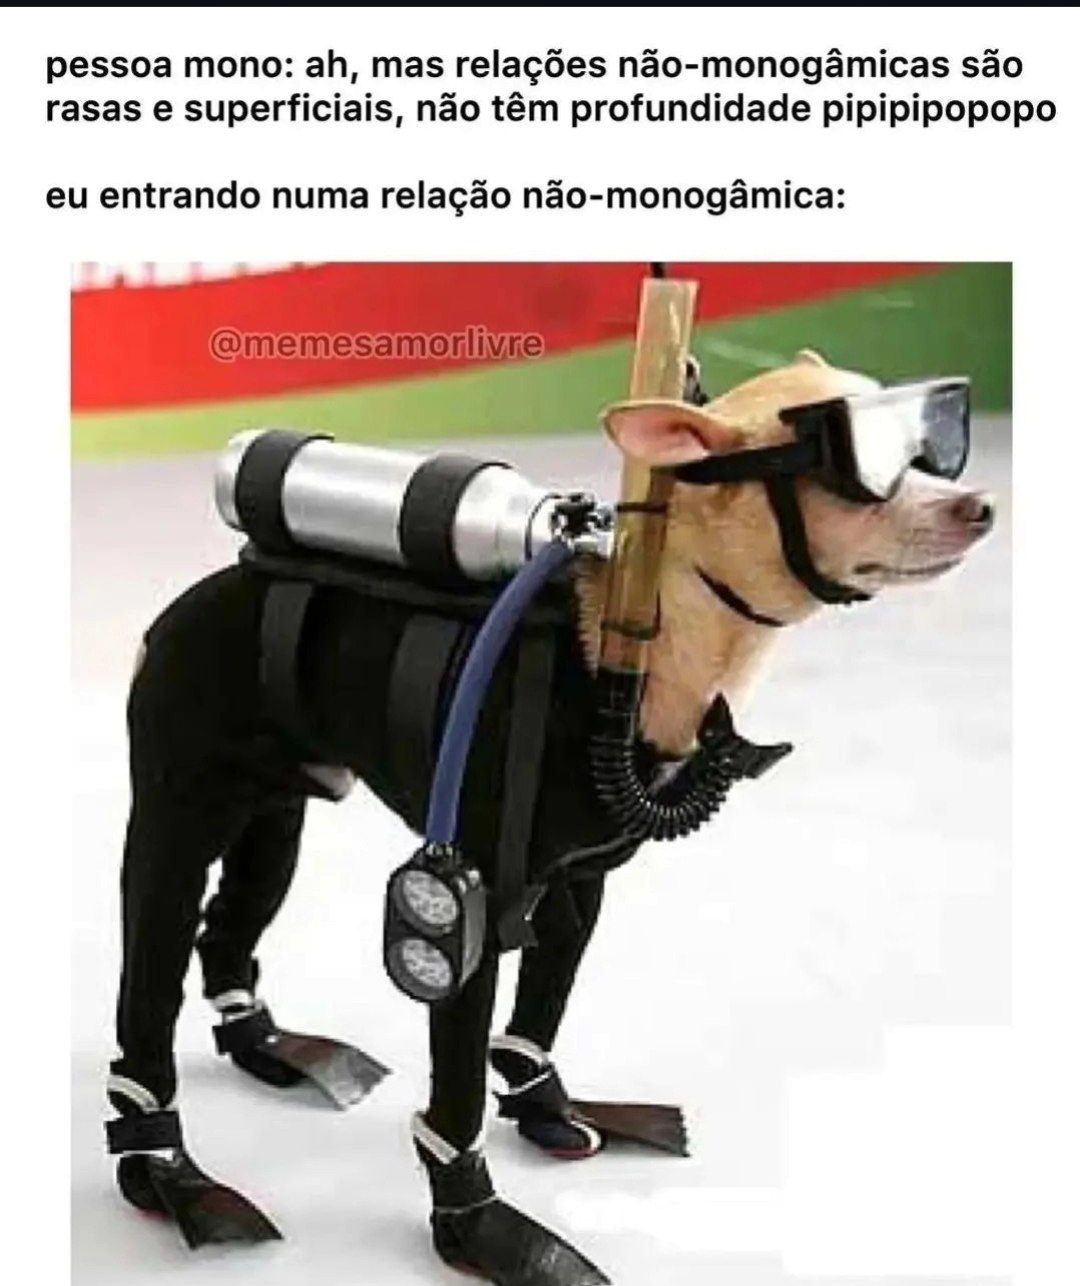 pessoa mono: ah, mas relações não-monogâmicas são
rasas e superficiais, não têm profundidade pipipipopopo
eu entrando numa relação não-monogâmica:
@memesamorlivre